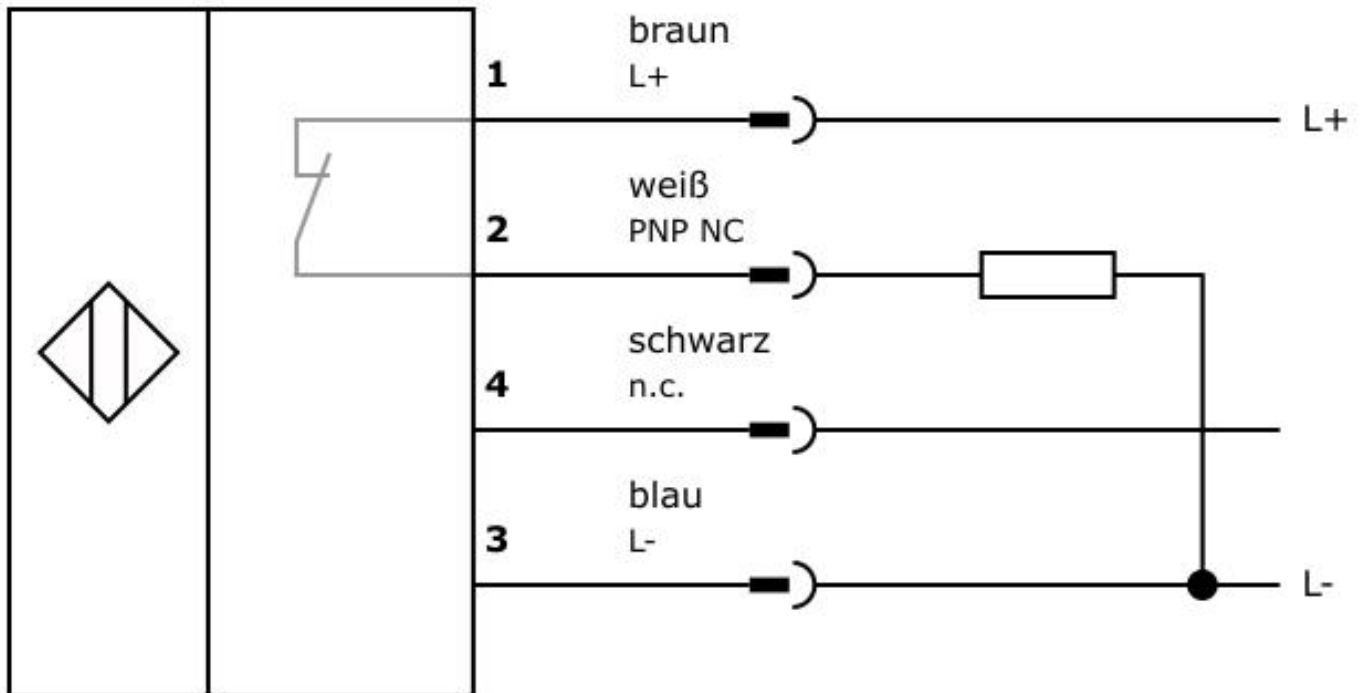 braun
1 L+
L+
weiß
2 PNP NC
schwarz
4 n.c.
blau
3 L-
L-